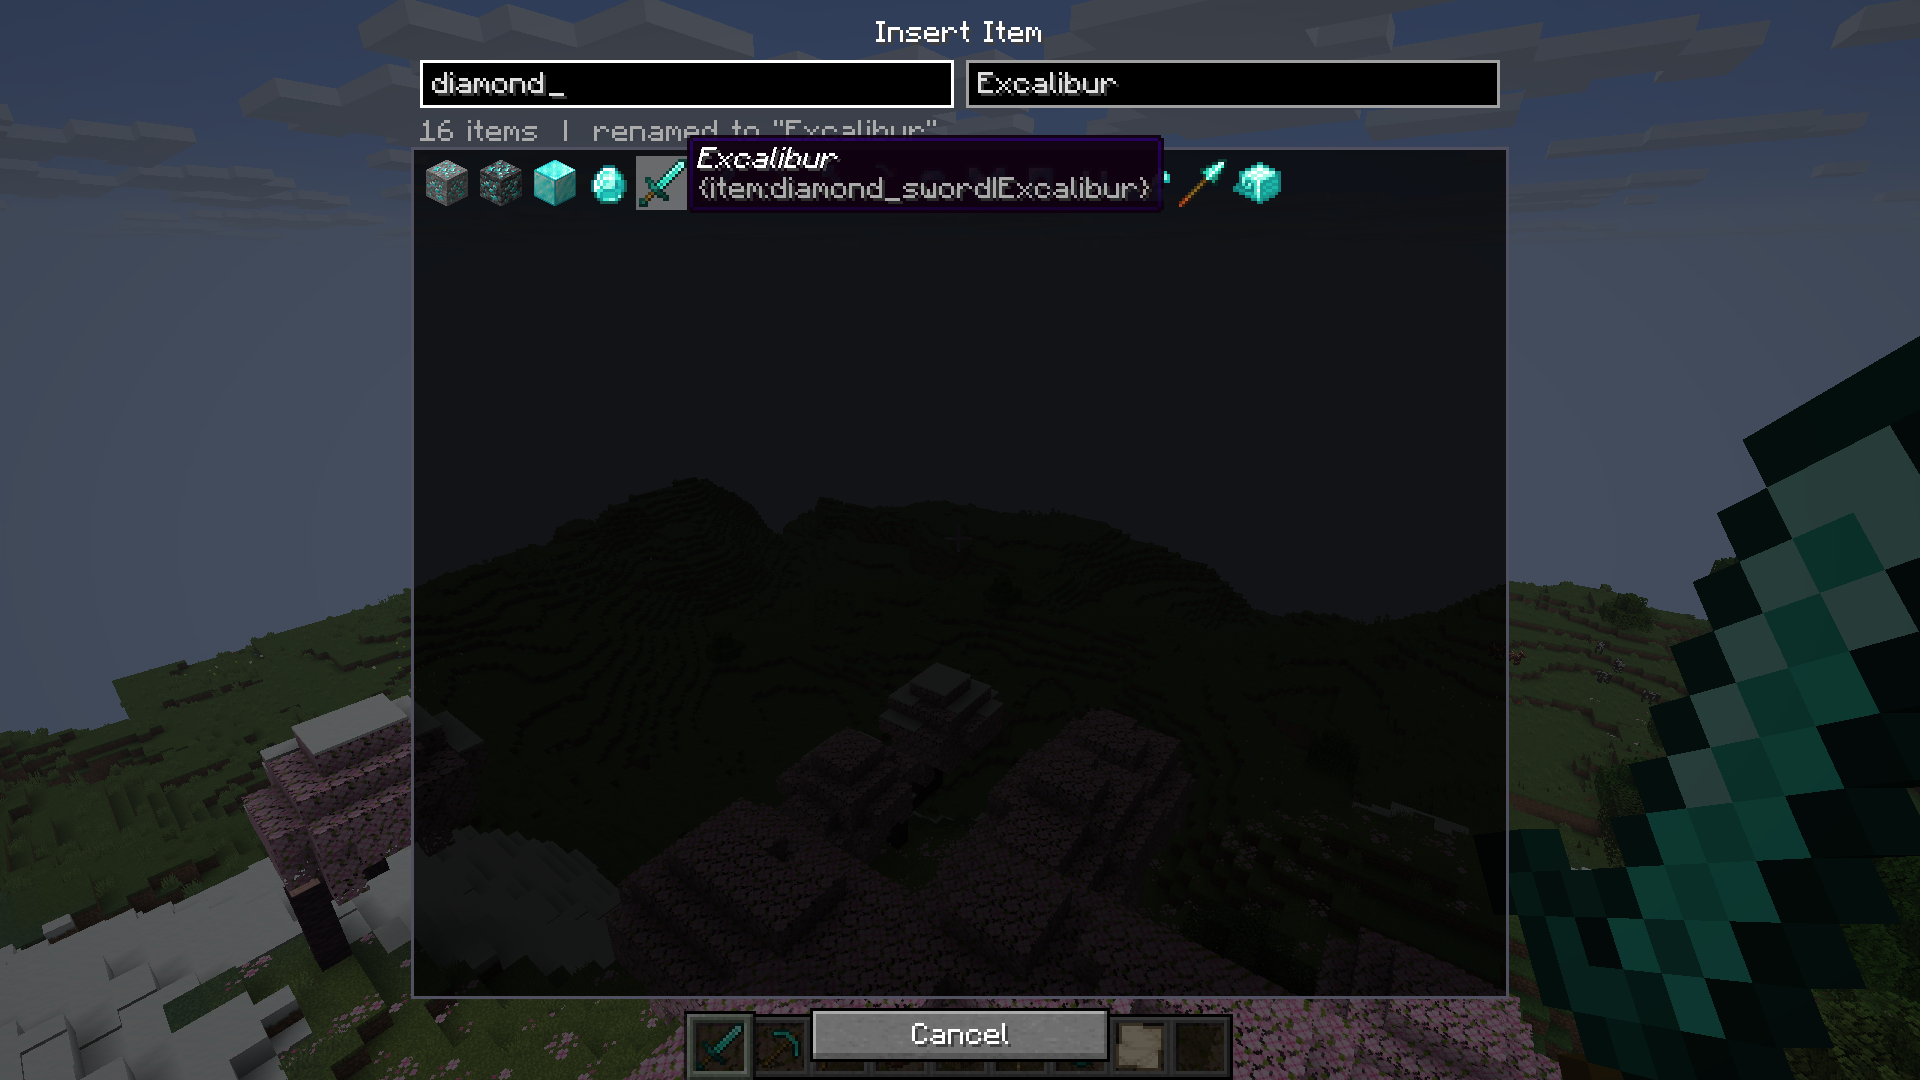 Insert Item
diamond_
Excalibur
16 items | renamed to "Excalibur"
Excalibur
{item:diamond_sword|Excalibur}
Cancel